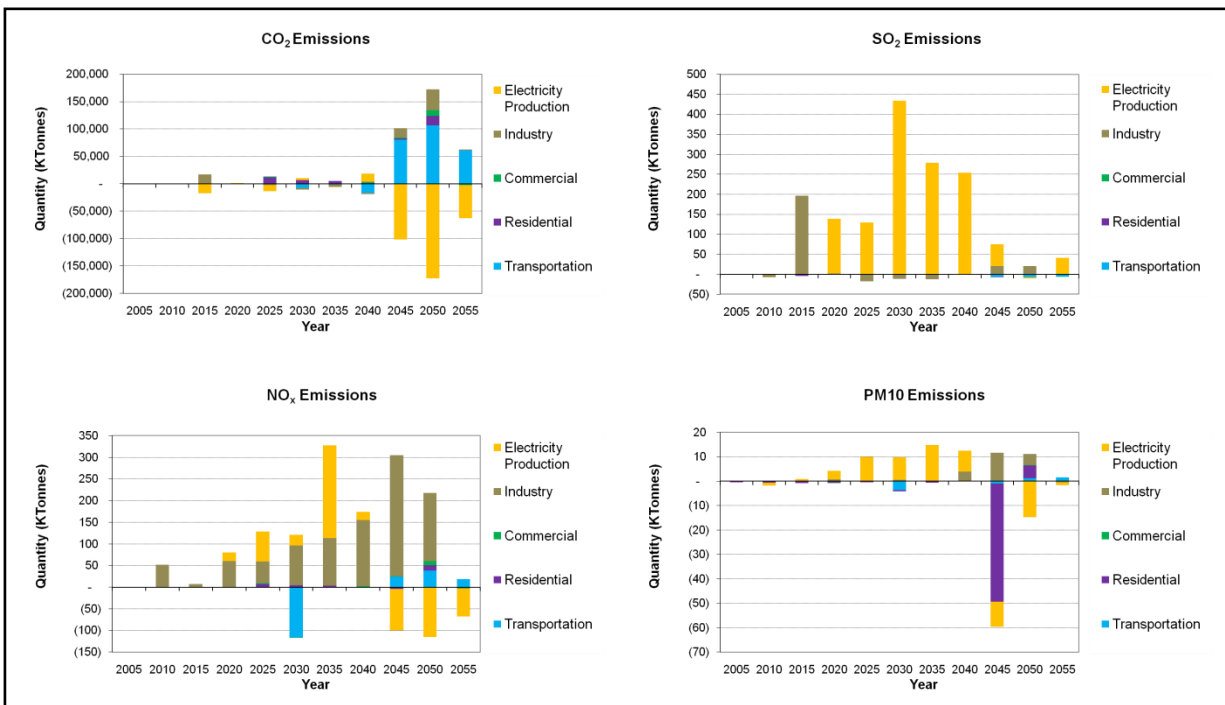 CO₂ Emissions
Quantity (KTonnes)
200,000
150,000
100,000
50,000
-
(50,000)
(100,000)
(150,000)
(200,000)
2005 2010 2015 2020 2025 2030 2035 2040 2045 2050 2055
Year
Electricity
Production
Industry
Commercial
Residential
Transportation
SO₂ Emissions
Quantity (KTonnes)
500
450
400
350
300
250
200
150
100
50
-
(50)
2005 2010 2015 2020 2025 2030 2035 2040 2045 2050 2055
Year
Electricity
Production
Industry
Commercial
Residential
Transportation
NOₓ Emissions
Quantity (KTonnes)
350
300
250
200
150
100
50
-
(50)
(100)
(150)
2005 2010 2015 2020 2025 2030 2035 2040 2045 2050 2055
Year
Electricity
Production
Industry
Commercial
Residential
Transportation
PM10 Emissions
Quantity (KTonnes)
20
10
-
(10)
(20)
(30)
(40)
(50)
(60)
(70)
2005 2010 2015 2020 2025 2030 2035 2040 2045 2050 2055
Year
Electricity
Production
Industry
Commercial
Residential
Transportation